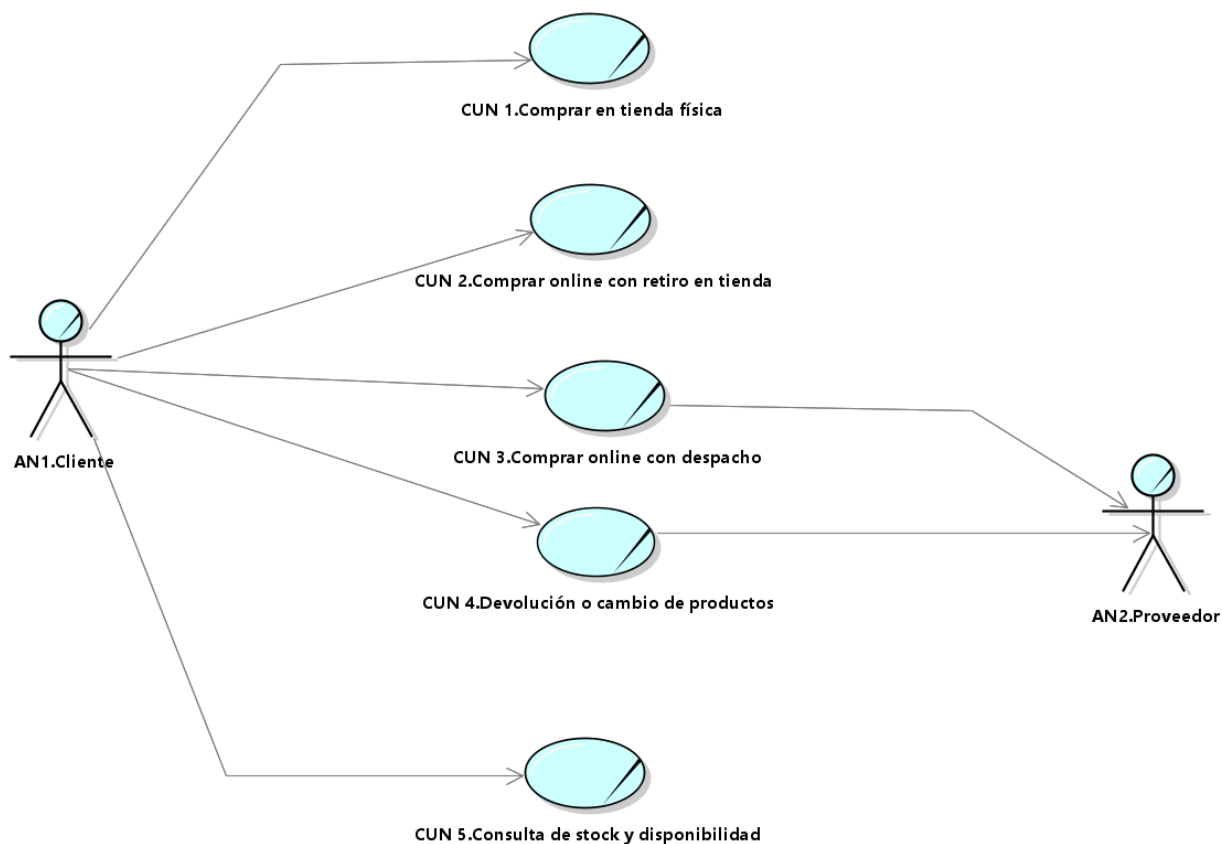 CUN 1.Comprar en tienda física
CUN 2.Comprar online con retiro en tienda
AN1.Cliente
CUN 3.Comprar online con despacho
CUN 4.Devolución o cambio de productos
AN2.Proveedor
CUN 5.Consulta de stock y disponibilidad